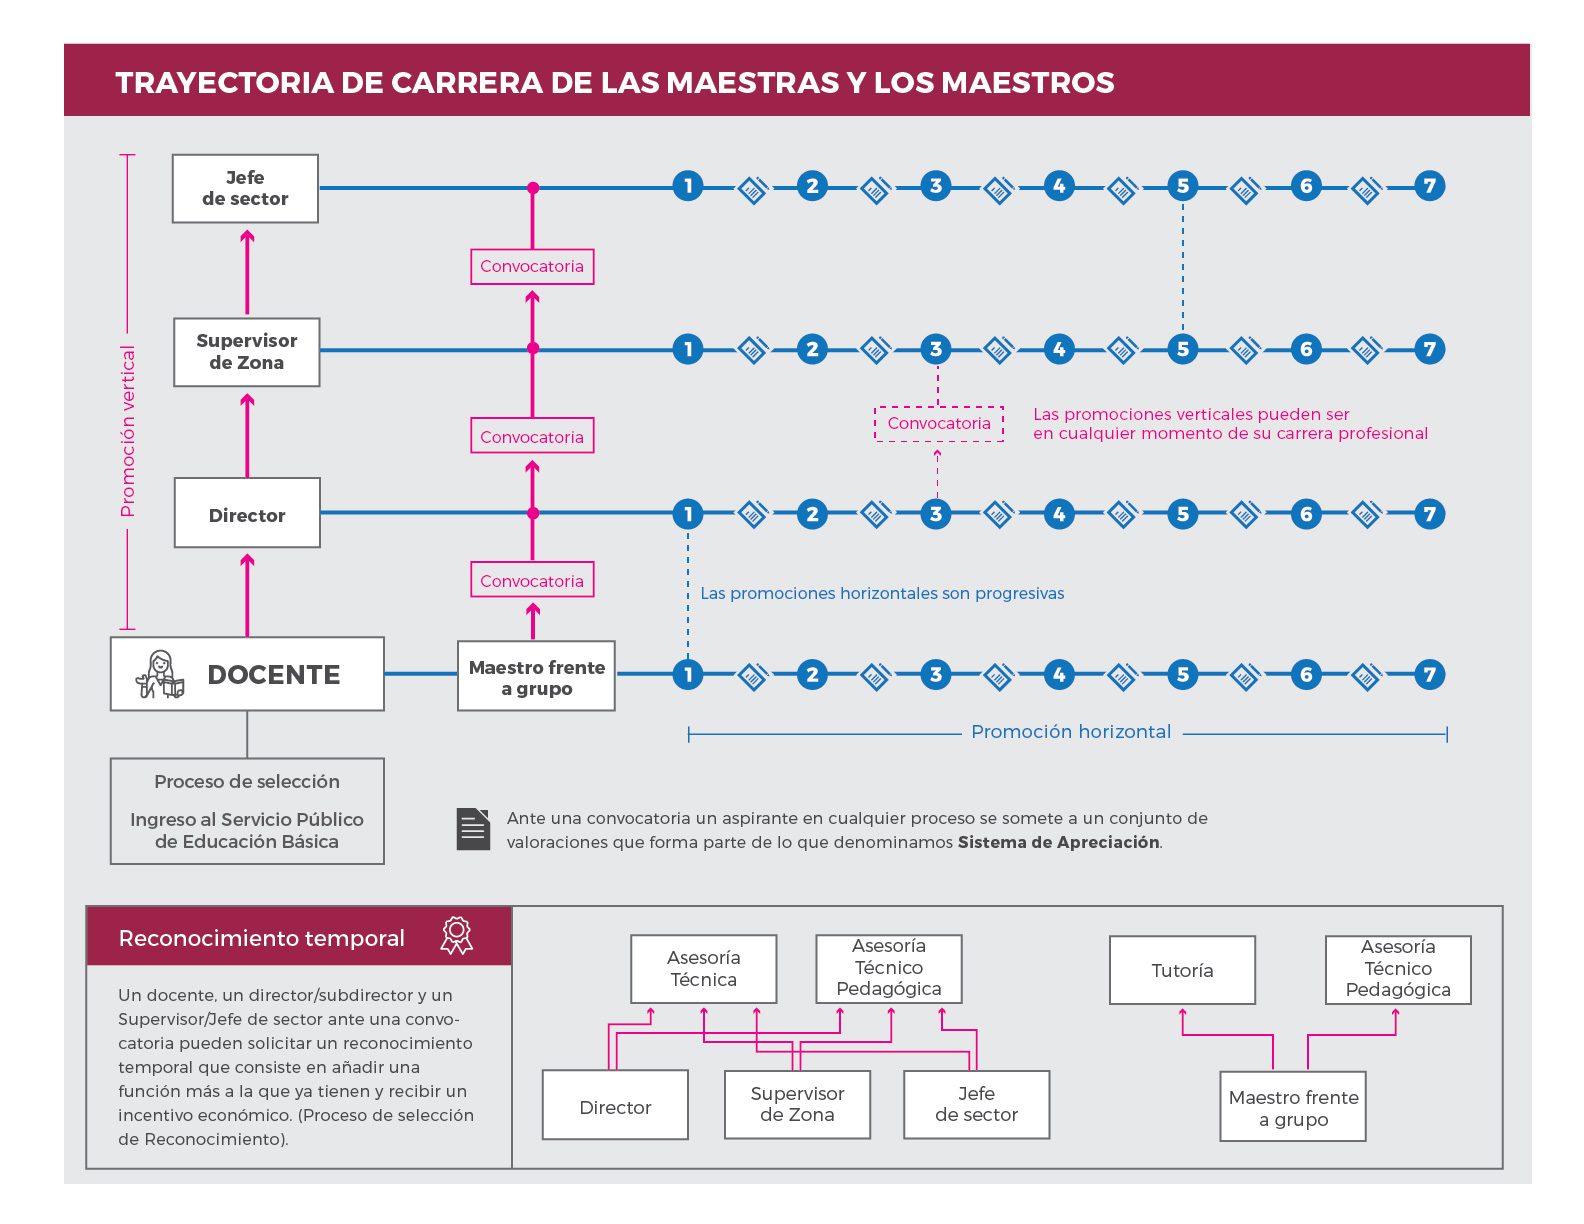 TRAYECTORIA DE CARRERA DE LAS MAESTRAS Y LOS MAESTROS
Promoción vertical
Jefe
de sector
1 2 3 4 5 6 7
Convocatoria
Supervisor
de Zona
1 2 3 4 5 6 7
Convocatoria
Convocatoria
Las promociones verticales pueden ser
en cualquier momento de su carrera profesional
Director
1 2 3 4 5 6 7
Convocatoria
Las promociones horizontales son progresivas
DOCENTE
Maestro frente
a grupo
1 2 3 4 5 6 7
Promoción horizontal
Proceso de selección
Ingreso al Servicio Público
de Educación Básica
Ante una convocatoria un aspirante en cualquier proceso se somete a un conjunto de
valoraciones que forma parte de lo que denominamos Sistema de Apreciación.
Reconocimiento temporal
Un docente, un director/subdirector y un
Supervisor/Jefe de sector ante una convo-
catoria pueden solicitar un reconocimiento
temporal que consiste en añadir una
función más a la que ya tienen y recibir un
incentivo económico. (Proceso de selección
de Reconocimiento).
Asesoría
Técnica
Asesoría
Técnico
Pedagógica
Tutoría
Asesoría
Técnico
Pedagógica
Director
Supervisor
de Zona
Jefe
de sector
Maestro frente
a grupo